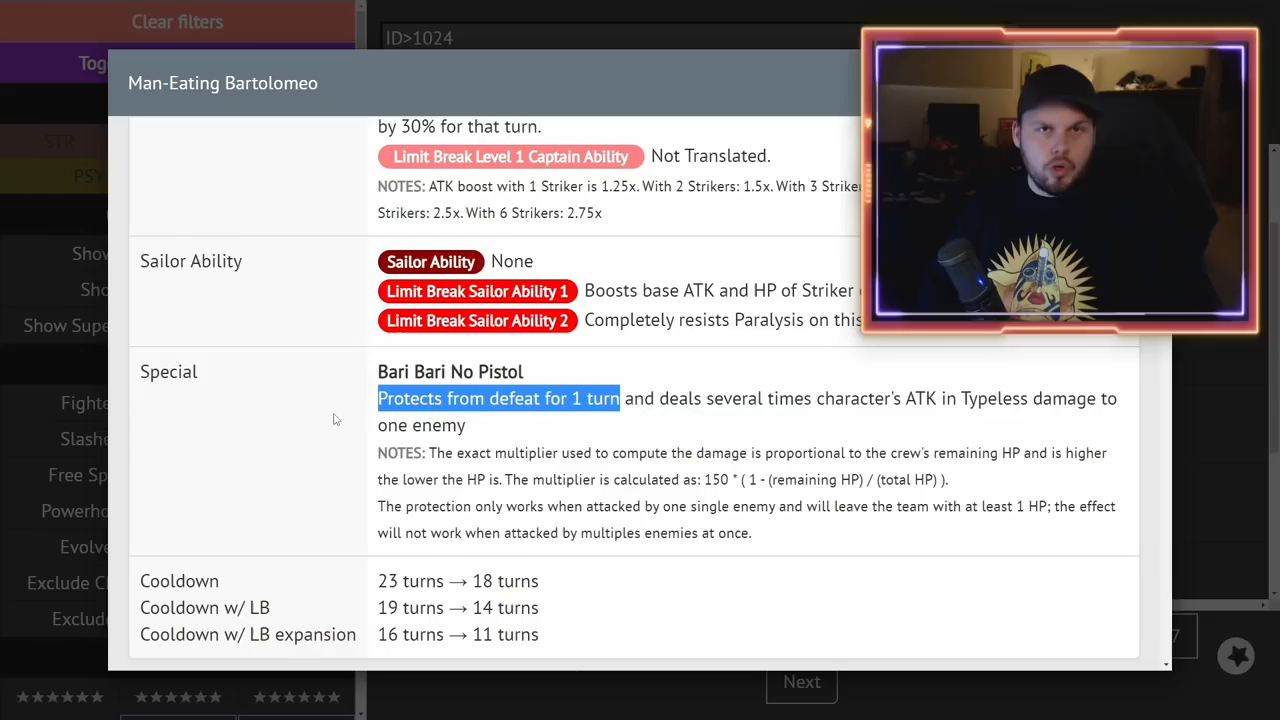 Clear filters
ID>1024
Man-Eating Bartolomeo
STR
PSY
Show
Fighte
Slashe
Free Sp
Powerho
Evolve
Exclude
Show Supe
by 30% for that turn.
Limit Break Level 1 Captain Ability Not Translated.
NOTES: ATK boost with 1 Striker is 1.25x. With 2 Strikers: 1.5x. With 3 Strike
Strikers: 2.5x. With 6 Strikers: 2.75x
Sailor Ability
Sailor Ability None
Limit Break Sailor Ability 1 Boosts base ATK and HP of Striker
Limit Break Sailor Ability 2 Completely resists Paralysis on this
Special
Bari Bari No Pistol
Protects from defeat for 1 turn and deals several times character's ATK in Typeless damage to
one enemy
NOTES: The exact multiplier used to compute the damage is proportional to the crew's remaining HP and is higher
the lower the HP is. The multiplier is calculated as: 150 * ( 1 - (remaining HP) / (total HP) ).
The protection only works when attacked by one single enemy and will leave the team with at least 1 HP; the effect
will not work when attacked by multiples enemies at once.
Cooldown 23 turns → 18 turns
Cooldown w/ LB 19 turns → 14 turns
Cooldown w/ LB expansion 16 turns → 11 turns
7
Next